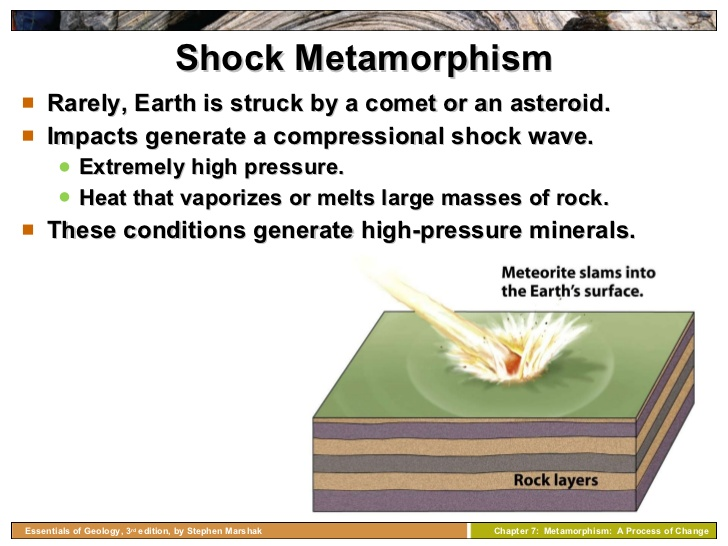 Shock Metamorphism
Rarely, Earth is struck by a comet or an asteroid.
Impacts generate a compressional shock wave.
Extremely high pressure.
Heat that vaporizes or melts large masses of rock.
These conditions generate high-pressure minerals.
Meteorite slams into
the Earth's surface.
Rock layers
Essentials of Geology, 3rd edition, by Stephen Marshak
Chapter 7: Metamorphism: A Process of Change